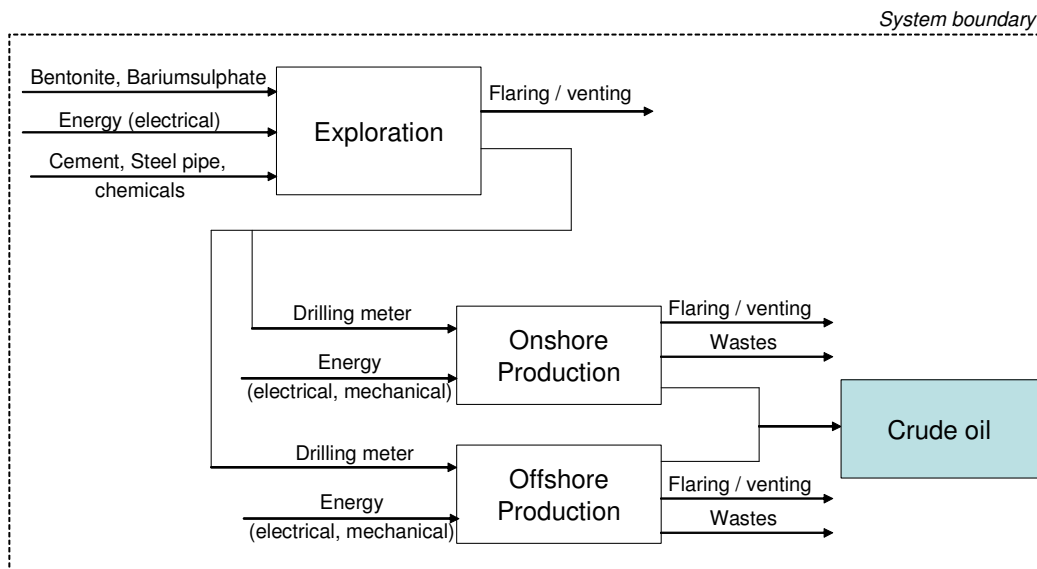 System boundary
Bentonite, Bariumsulphate
Energy (electrical)
Cement, Steel pipe,
chemicals
Exploration
Flaring / venting
Drilling meter
Energy
(electrical, mechanical)
Onshore
Production
Flaring / venting
Wastes
Crude oil
Drilling meter
Energy
(electrical, mechanical)
Offshore
Production
Flaring / venting
Wastes